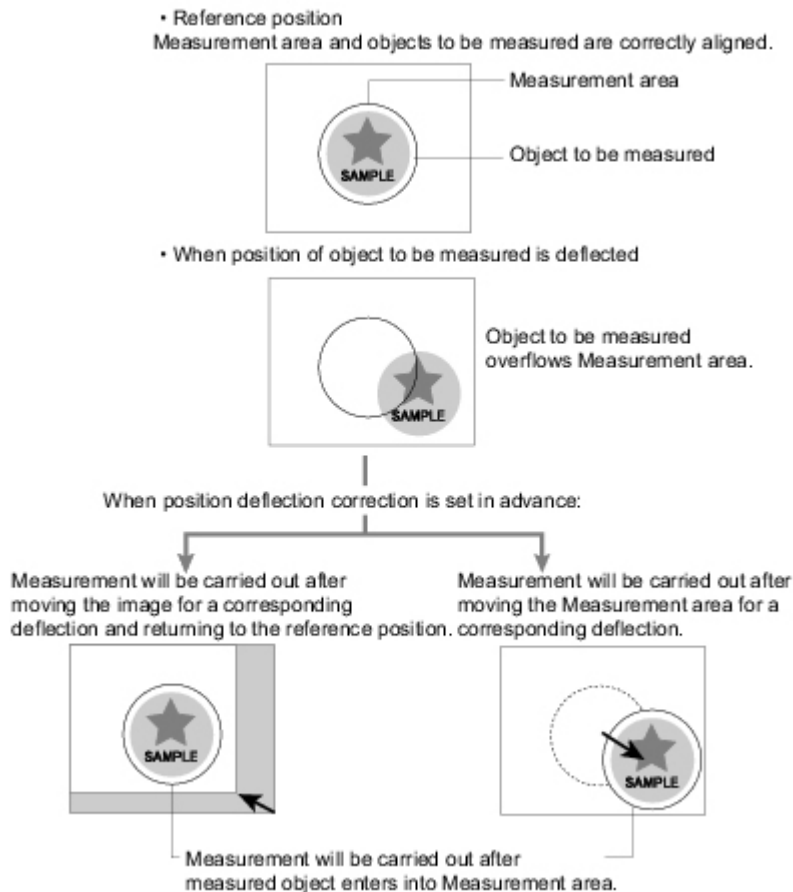 • Reference position
Measurement area and objects to be measured are correctly aligned.
Measurement area
Object to be measured
SAMPLE
• When position of object to be measured is deflected
Object to be measured
overflows Measurement area.
SAMPLE
When position deflection correction is set in advance:
Measurement will be carried out after
moving the image for a corresponding
deflection and returning to the reference position.
Measurement will be carried out after
moving the Measurement area for a
corresponding deflection.
SAMPLE
SAMPLE
Measurement will be carried out after
measured object enters into Measurement area.